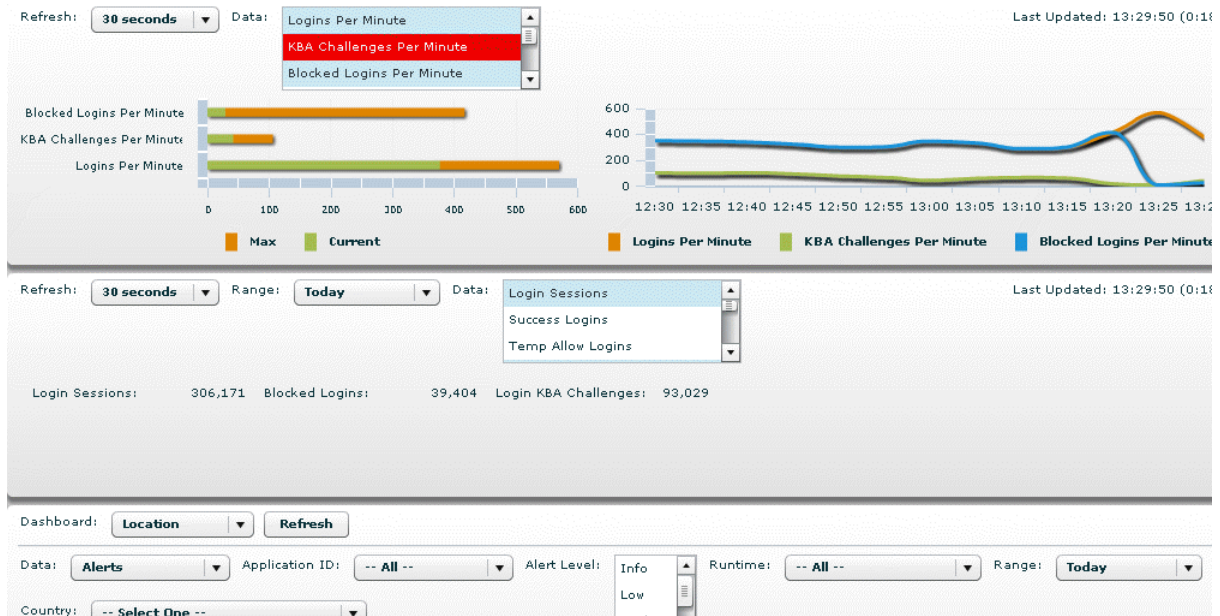 Refresh: 30 seconds Data: Logins Per Minute Last Updated: 13:29:50 (0:18
KBA Challenges Per Minute
Blocked Logins Per Minute
Blocked Logins Per Minute
KBA Challenges Per Minute
Logins Per Minute
0 100 200 300 400 500 600
Max Current
600
400
200
0
12:30 12:35 12:40 12:45 12:50 12:55 13:00 13:05 13:10 13:15 13:20 13:25 13:2
Logins Per Minute KBA Challenges Per Minute Blocked Logins Per Minute
Refresh: 30 seconds Range: Today Data: Login Sessions Last Updated: 13:29:50 (0:18
Success Logins
Temp Allow Logins
Login Sessions: 306,171 Blocked Logins: 39,404 Login KBA Challenges: 93,029
Dashboard: Location Refresh
Data: Alerts Application ID: -- All -- Alert Level: Info Runtime: -- All -- Range: Today
Low
Country: -- Select One --